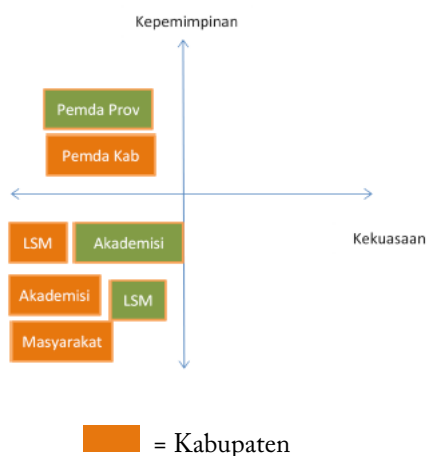 Kepemimpinan
Pemda Prov
Pemda Kab
LSM
Akademisi
Kekuasaan
Akademisi
LSM
Masyarakat
= Kabupaten